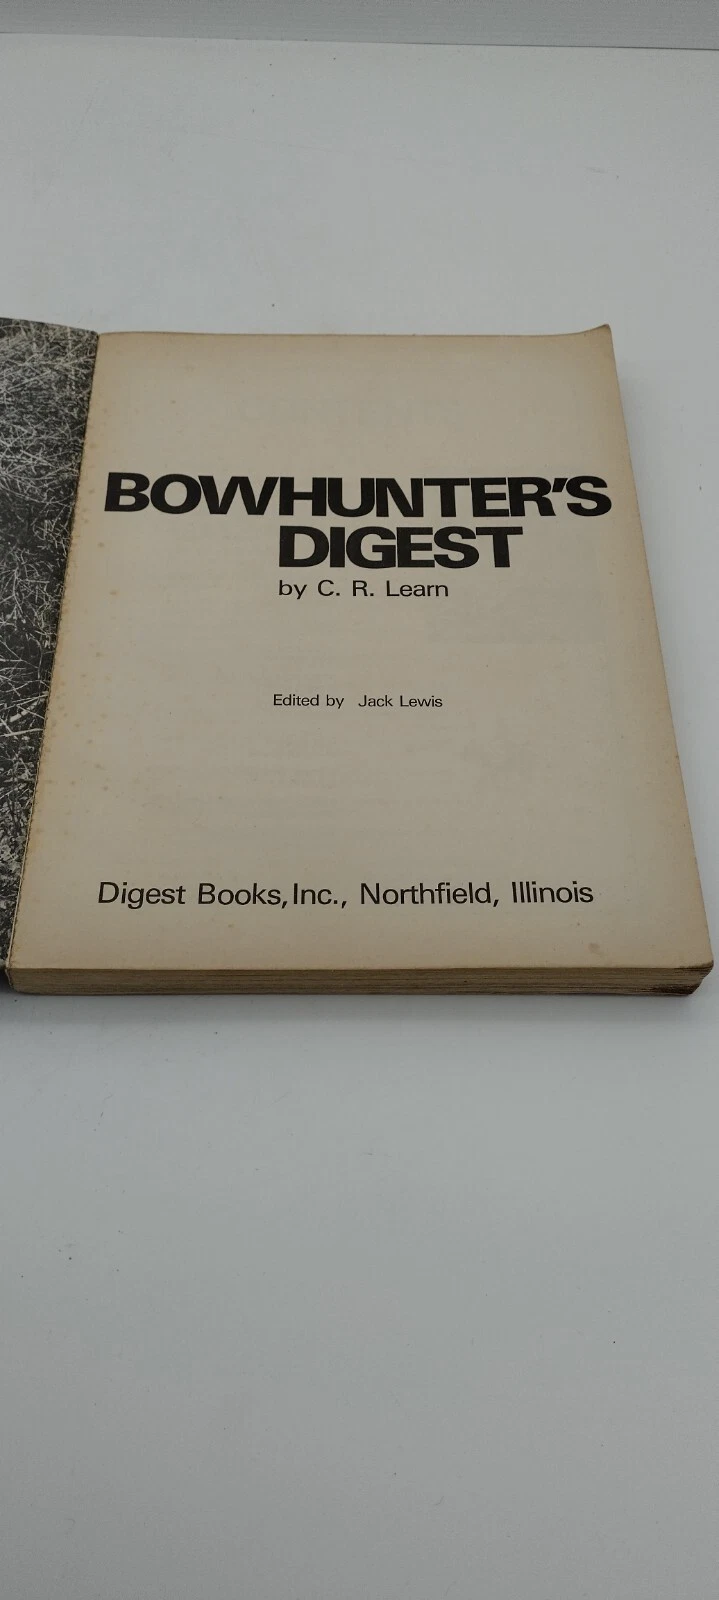 BOWHUNTER'S
DIGEST
by C. R. Learn
Edited by Jack Lewis
Digest Books, Inc., Northfield, Illinois